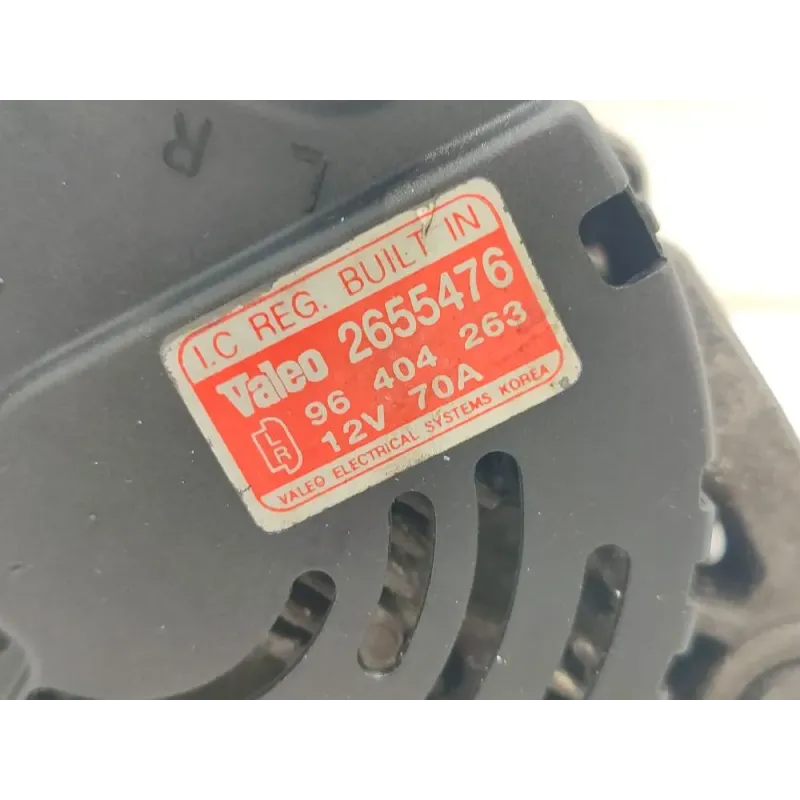 L R
I.C REG. BUILT IN
Valeo 2655476
96 404 263
L R
12V 70A
VALEO ELECTRICAL SYSTEMS KOREA